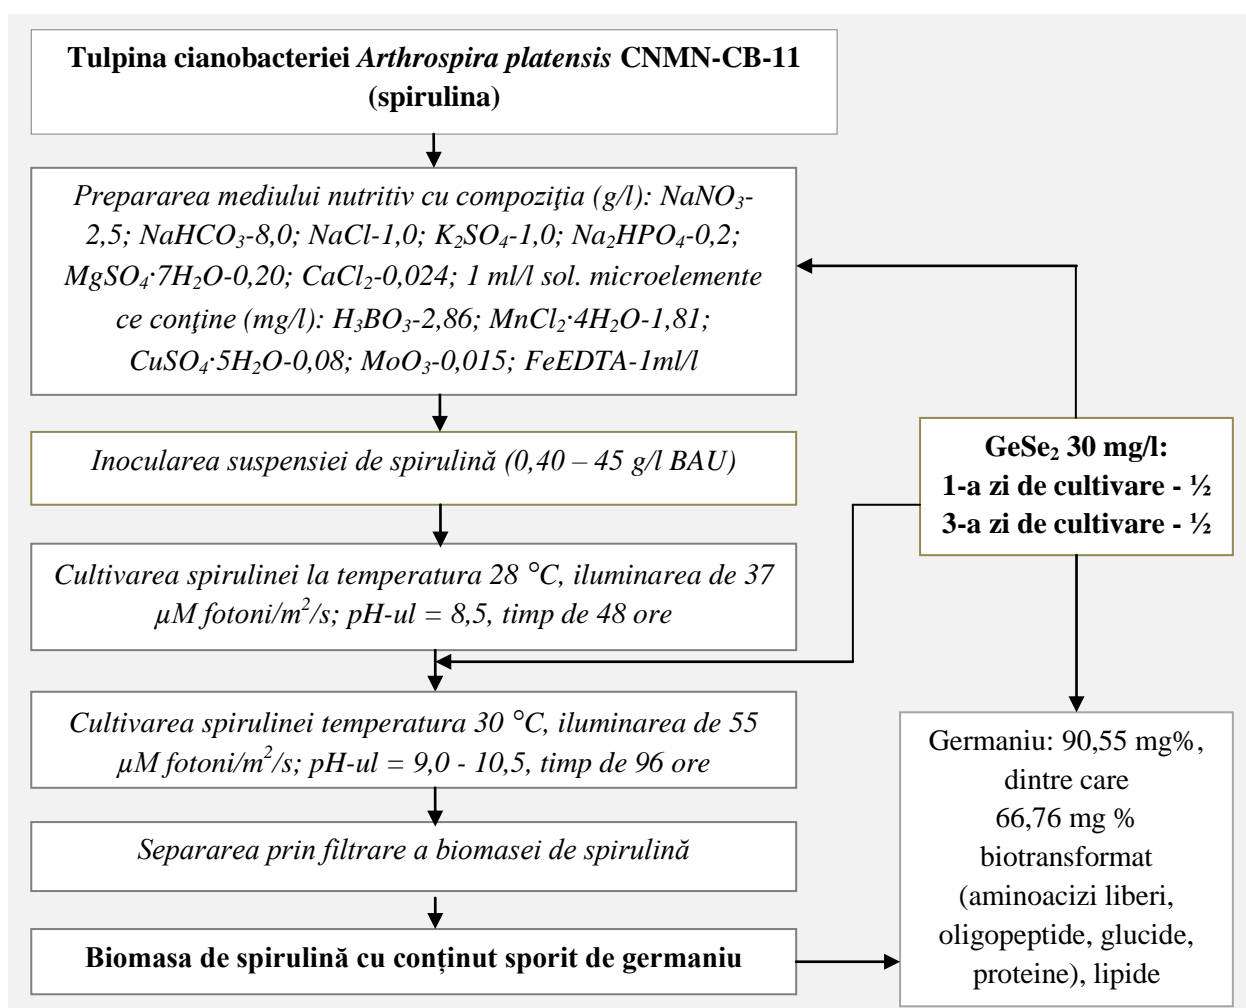 Tulpina cianobacteriei Arthrospira platensis CNMN-CB-11
(spirulina)
Prepararea mediului nutritiv cu compoziţia (g/l): NaNO₃-
2,5; NaHCO₃-8,0; NaCl-1,0; K₂SO₄-1,0; Na₂HPO₄-0,2;
MgSO₄·7H₂O-0,20; CaCl₂-0,024; 1 ml/l sol. microelemente
ce conţine (mg/l): H₃BO₃-2,86; MnCl₂·4H₂O-1,81;
CuSO₄·5H₂O-0,08; MoO₃-0,015; FeEDTA-1ml/l
Inocularea suspensiei de spirulină (0,40 – 45 g/l BAU)
GeSe₂ 30 mg/l:
1-a zi de cultivare - ½
3-a zi de cultivare - ½
Cultivarea spirulinei la temperatura 28 °C, iluminarea de 37
µM fotoni/m²/s; pH-ul = 8,5, timp de 48 ore
Cultivarea spirulinei temperatura 30 °C, iluminarea de 55
µM fotoni/m²/s; pH-ul = 9,0 - 10,5, timp de 96 ore
Separarea prin filtrare a biomasei de spirulină
Biomasa de spirulină cu conținut sporit de germaniu
Germaniu: 90,55 mg%,
dintre care
66,76 mg %
biotransformat
(aminoacizi liberi,
oligopeptide, glucide,
proteine), lipide